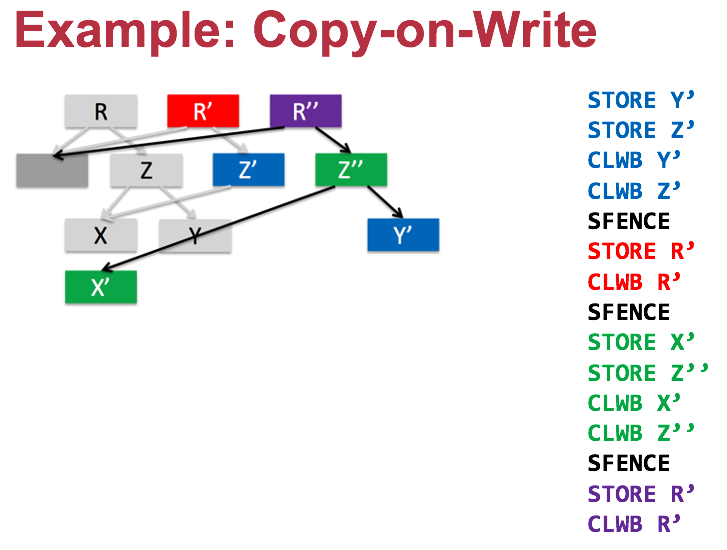 Example: Copy-on-Write
R R’ R’’
Z Z’ Z’’
X Y Y’
X’
STORE Y’
STORE Z’
CLWB Y’
CLWB Z’
SFENCE
STORE R’
CLWB R’
SFENCE
STORE X’
STORE Z’’
CLWB X’
CLWB Z’’
SFENCE
STORE R’
CLWB R’